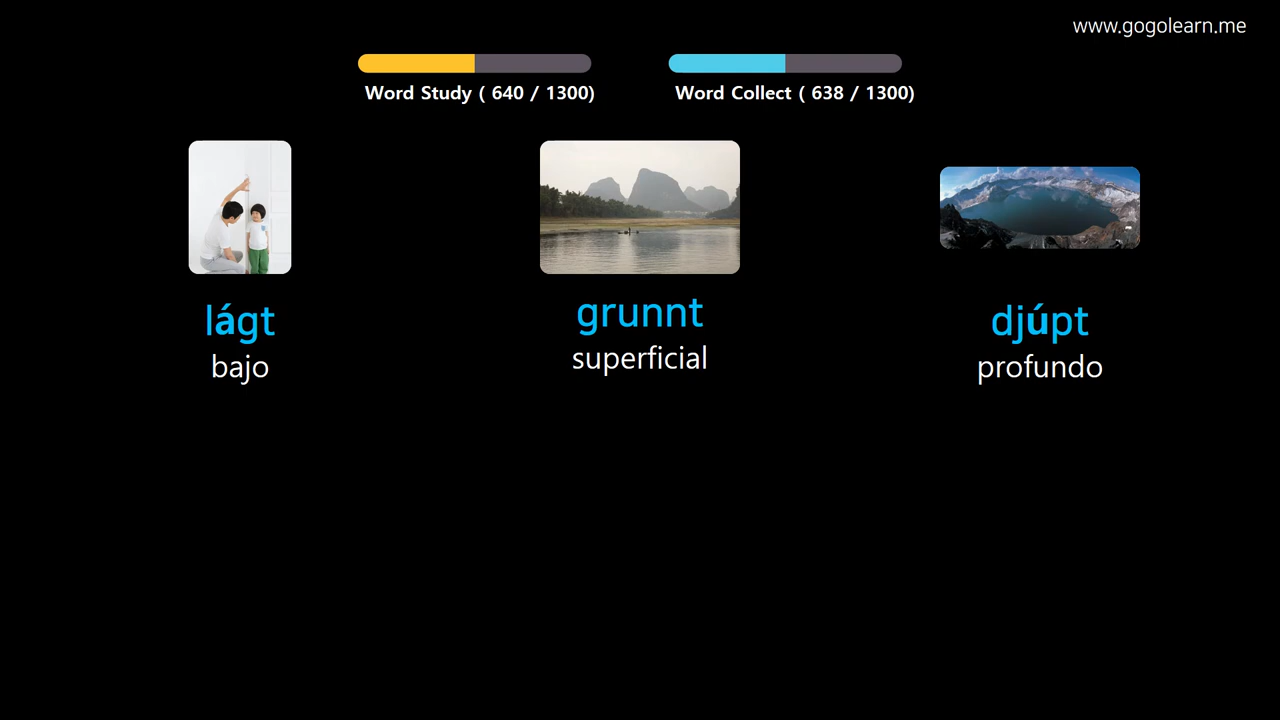 www.gogolearn.me
Word Study ( 640 / 1300)
Word Collect ( 638 / 1300)
lágt
bajo
grunnt
superficial
djúpt
profundo